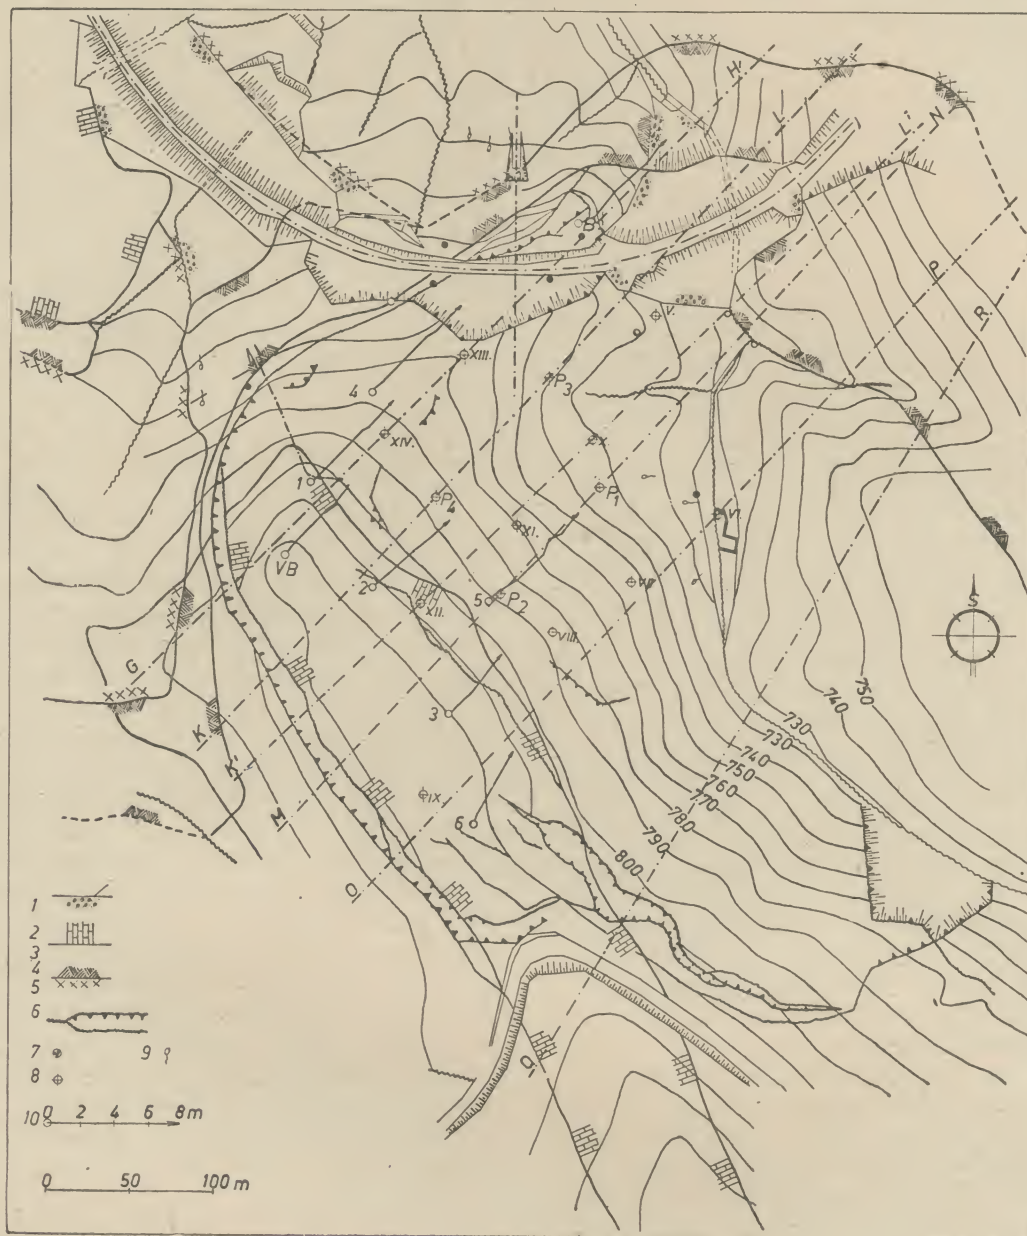 H
L
L'
N
B
P
R
V.
XIII.
4
P3
XIV.
X.
1
P4
P1
VI.
XI.
VB
2
5
P2
XII.
VII.
VIII.
S
G
3
K
K'
M
IX.
6
O
740
750
730
730
740
750
760
770
780
790
800
1
2
3
4
5
6
7
9
8
10
0 2 4 6 8 m
0 50 100 m